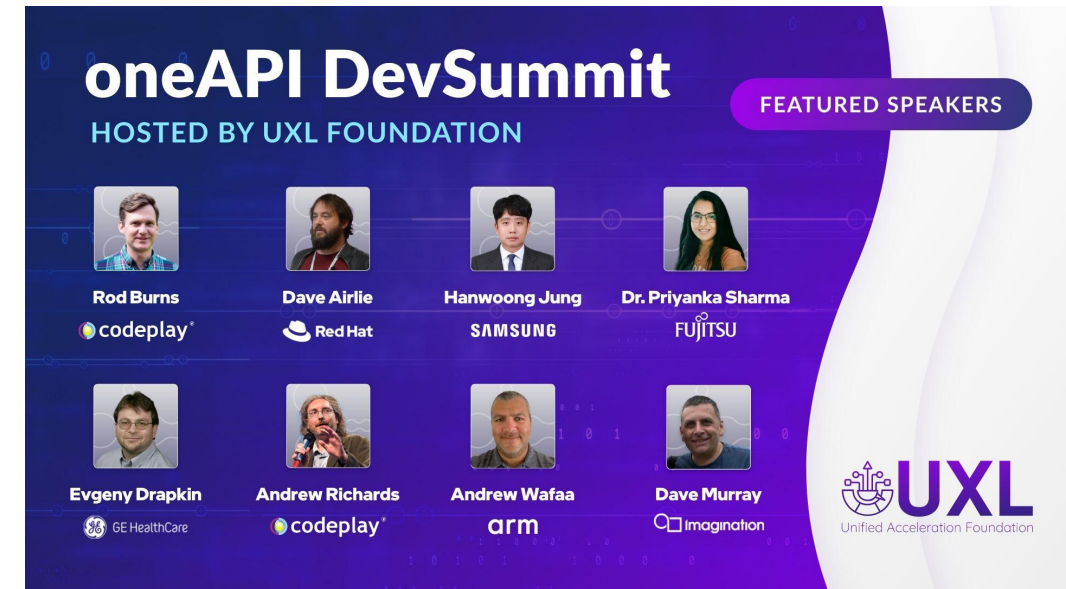 oneAPI DevSummit
HOSTED BY UXL FOUNDATION
FEATURED SPEAKERS
Rod Burns
codeplay®
Dave Airlie
Red Hat
Hanwoong Jung
SAMSUNG
Dr. Priyanka Sharma
FUJITSU
Evgeny Drapkin
GE HealthCare
Andrew Richards
codeplay®
Andrew Wafaa
arm
Dave Murray
Imagination
UXL
Unified Acceleration Foundation